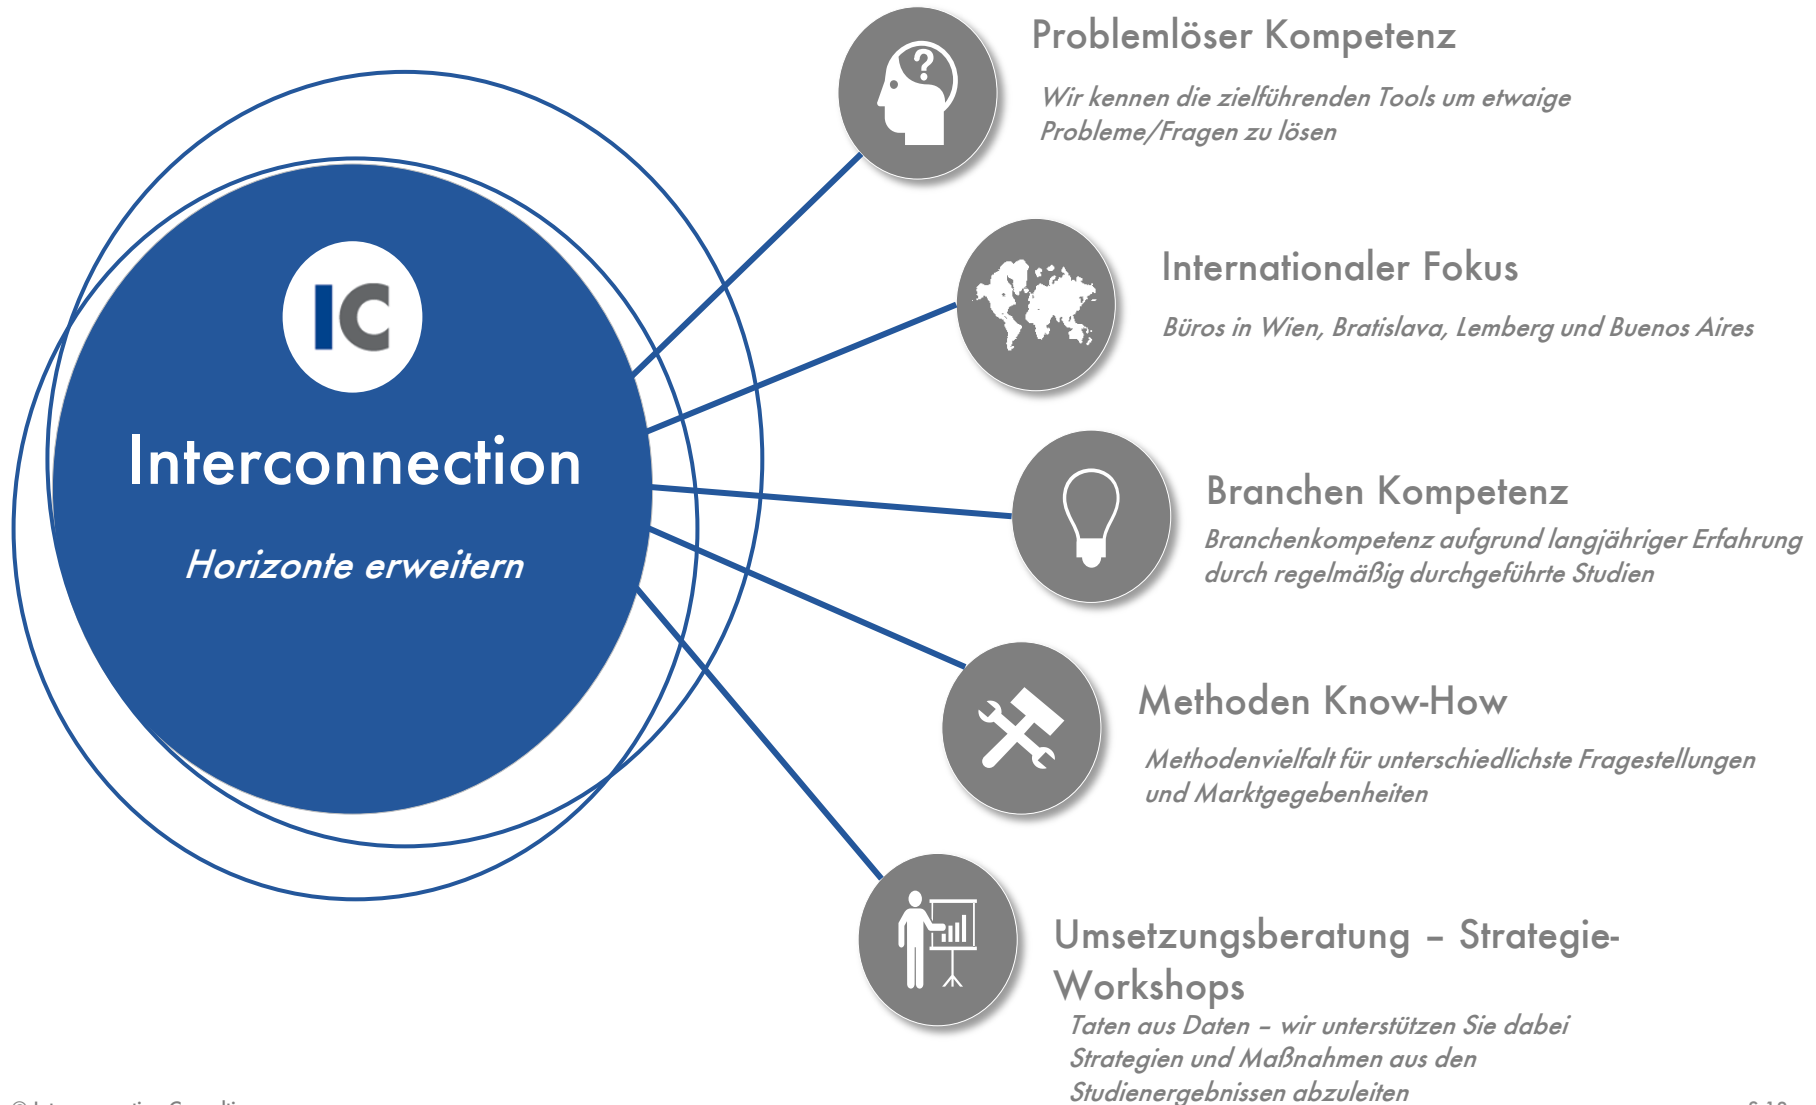 Problemlöser Kompetenz
Wir kennen die zielführenden Tools um etwaige
Probleme/Fragen zu lösen
Internationaler Fokus
Büros in Wien, Bratislava, Lemberg und Buenos Aires
IC
Interconnection
Horizonte erweitern
Branchen Kompetenz
Branchenkompetenz aufgrund langjähriger Erfahrung
durch regelmäßig durchgeführte Studien
Methoden Know-How
Methodenvielfalt für unterschiedlichste Fragestellungen
und Marktgegebenheiten
Umsetzungsberatung – Strategie-
Workshops
Taten aus Daten – wir unterstützen Sie dabei
Strategien und Maßnahmen aus den
Studienergebnissen abzuleiten